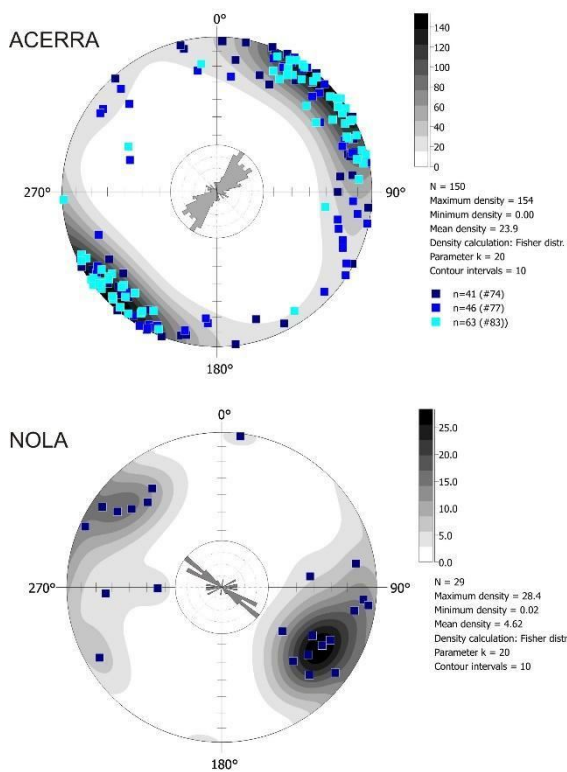 ACERRA
0°
270°
90°
180°
140
120
100
80
60
40
20
0
N = 150
Maximum density = 154
Minimum density = 0.00
Mean density = 23.9
Density calculation: Fisher distr.
Parameter k = 20
Contour intervals = 10
n=41 (#74)
n=46 (#77)
n=63 (#83))
NOLA
0°
270°
90°
180°
25.0
20.0
15.0
10.0
5.0
0.0
N = 29
Maximum density = 28.4
Minimum density = 0.02
Mean density = 4.62
Density calculation: Fisher distr
Parameter k = 20
Contour intervals = 10